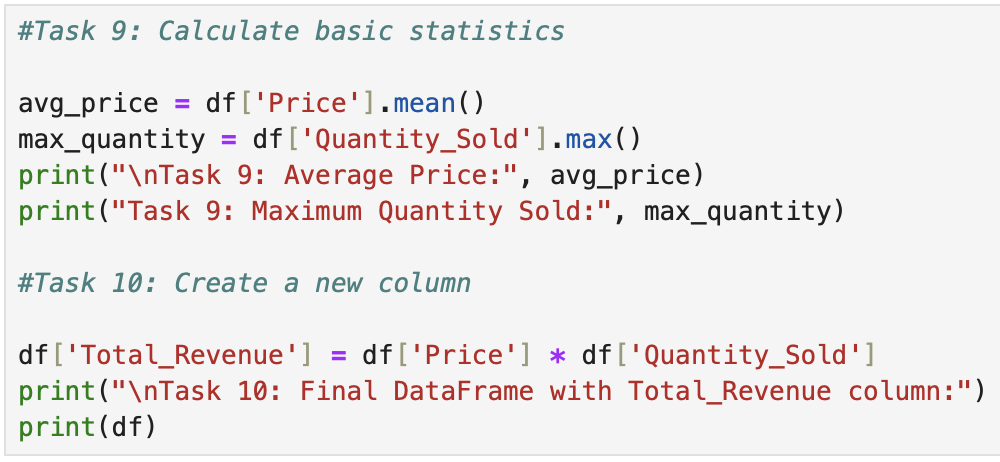 #Task 9: Calculate basic statistics
avg_price = df['Price'].mean()
max_quantity = df['Quantity_Sold'].max()
print("\nTask 9: Average Price:", avg_price)
print("Task 9: Maximum Quantity Sold:", max_quantity)
#Task 10: Create a new column
df['Total_Revenue'] = df['Price'] * df['Quantity_Sold']
print("\nTask 10: Final DataFrame with Total_Revenue column:")
print(df)